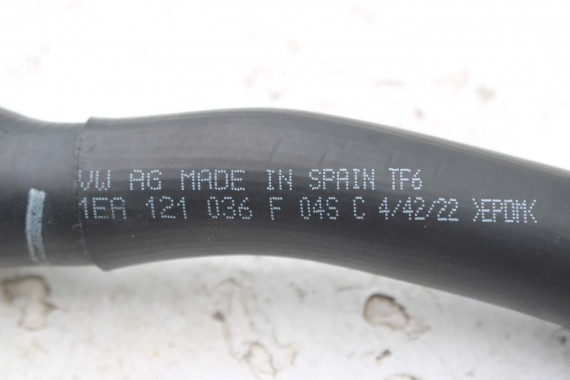 VW AG MADE IN SPAIN TF6
1EA 121 036 F 04S C 4/42/22 >EPDM<